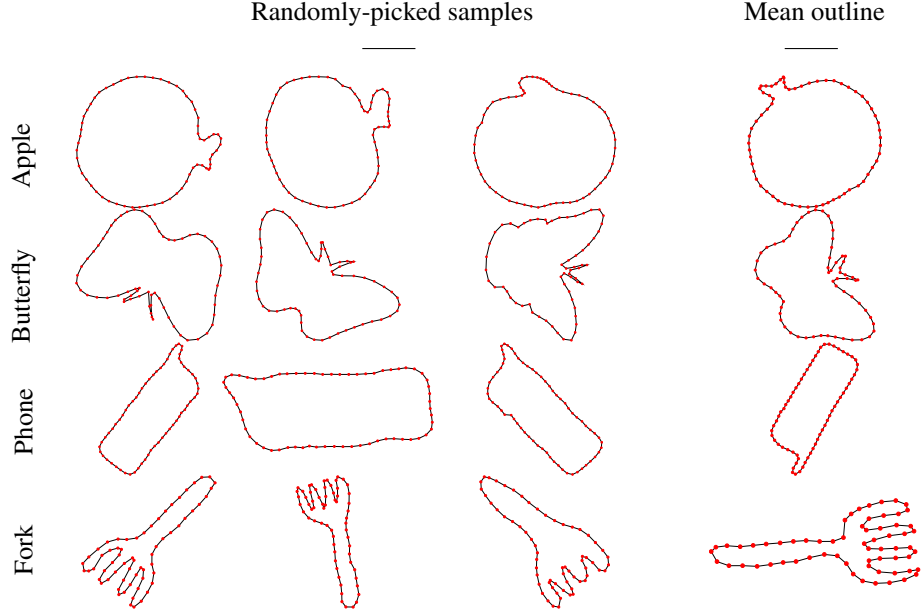 Randomly-picked samples
Mean outline
Apple
Butterfly
Phone
Fork